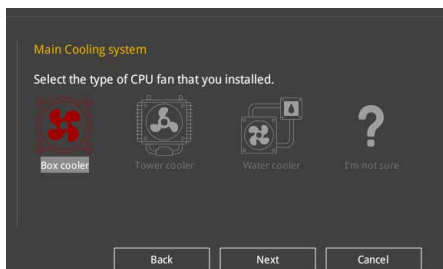 Main Cooling system
Select the type of CPU fan that you installed.
Box cooler
Tower cooler
Water cooler
I'm not sure
Back
Next
Cancel